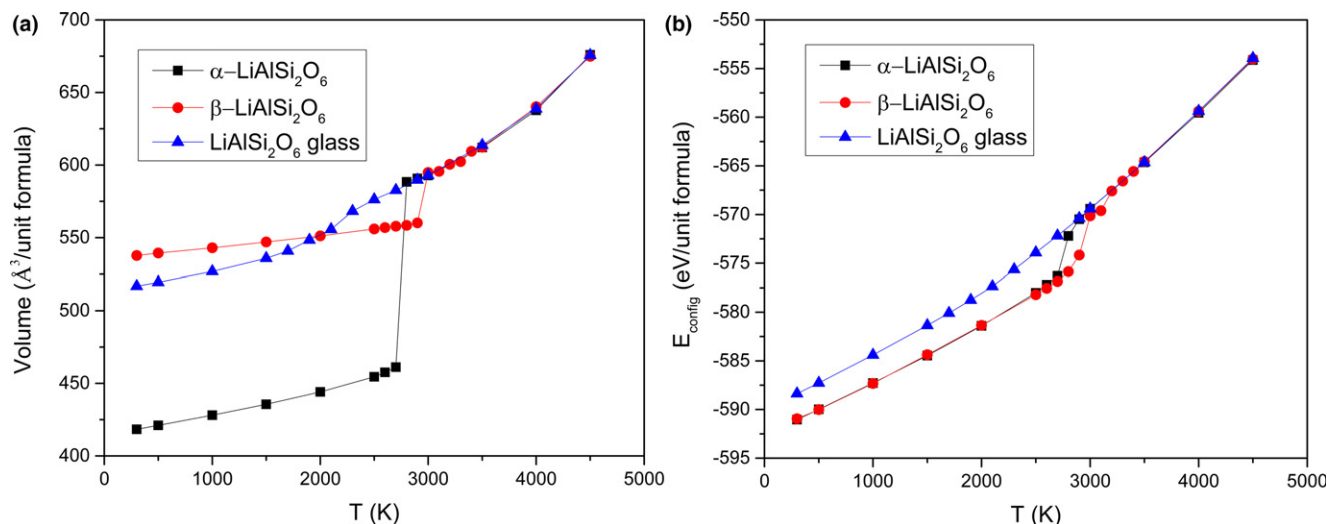 (a)
700
650
600
550
500
450
400
Volume (Å³/unit formula)
α–LiAlSi₂O₆
β–LiAlSi₂O₆
LiAlSi₂O₆ glass
0 1000 2000 3000 4000 5000
T (K)
(b)
-550
-555
-560
-565
-570
-575
-580
-585
-590
-595
E_config (eV/unit formula)
α–LiAlSi₂O₆
β–LiAlSi₂O₆
LiAlSi₂O₆ glass
0 1000 2000 3000 4000 5000
T (K)